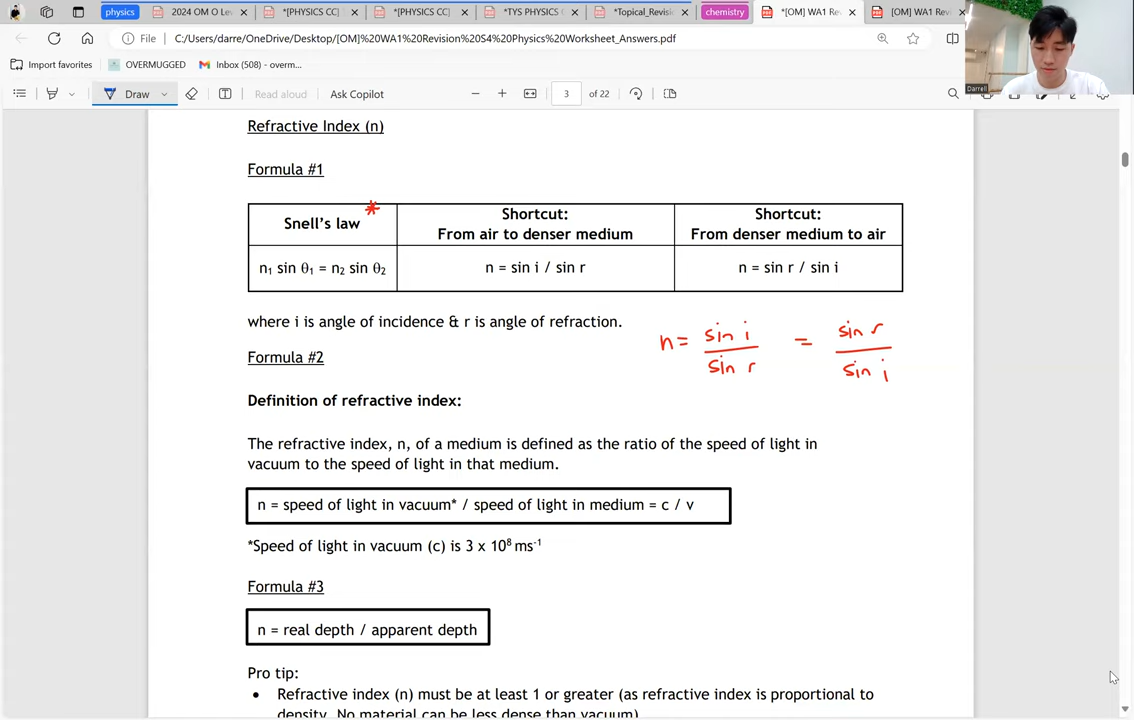 physics
2024 OM O Le
*[PHYSICS CC]
*[PHYSICS CC]
*TYS PHYSICS
*Topical_Revisi
chemistry
*[OM] WA1 Re
[OM] WA1 Rev
File
C:/Users/darre/OneDrive/Desktop/[OM]%20WA1%20Revision%20S4%20Physics%20Worksheet_Answers.pdf
Import favorites
OVERMUGGED
Inbox (508) - overm...
Darrell
Draw
Read aloud
Ask Copilot
3
of 22
Refractive Index (n)
Formula #1
Snell's law *
Shortcut:
From air to denser medium
Shortcut:
From denser medium to air
n₁ sin θ₁ = n₂ sin θ₂
n = sin i / sin r
n = sin r / sin i
where i is angle of incidence & r is angle of refraction.
n = sin i / sin r = sin r / sin i
Formula #2
Definition of refractive index:
The refractive index, n, of a medium is defined as the ratio of the speed of light in
vacuum to the speed of light in that medium.
n = speed of light in vacuum* / speed of light in medium = c / v
*Speed of light in vacuum (c) is 3 x 10⁸ ms⁻¹
Formula #3
n = real depth / apparent depth
Pro tip:
• Refractive index (n) must be at least 1 or greater (as refractive index is proportional to
density. No material can be less dense than vacuum)